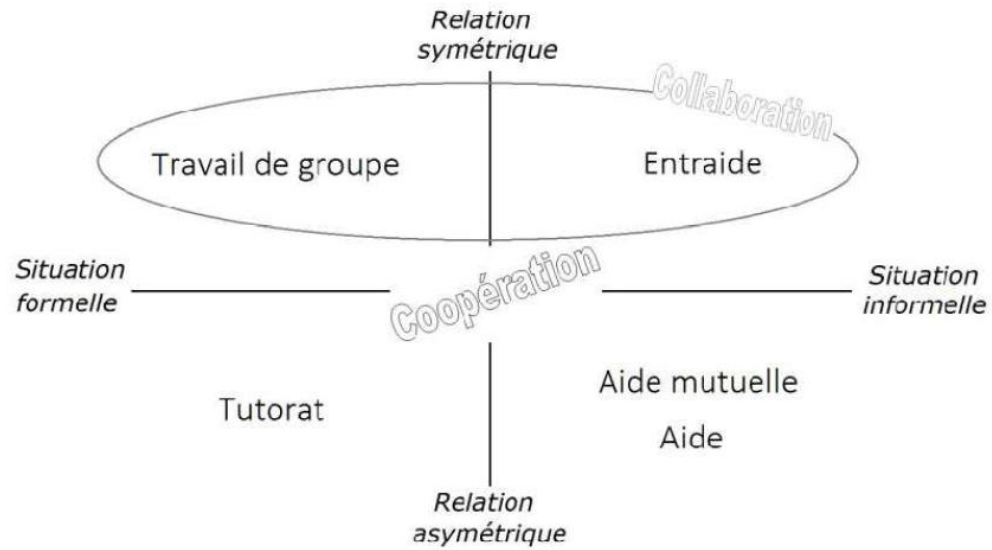 Relation
symétrique
Collaboration
Travail de groupe
Entraide
Situation
formelle
Coopération
Situation
informelle
Tutorat
Aide mutuelle
Aide
Relation
asymétrique